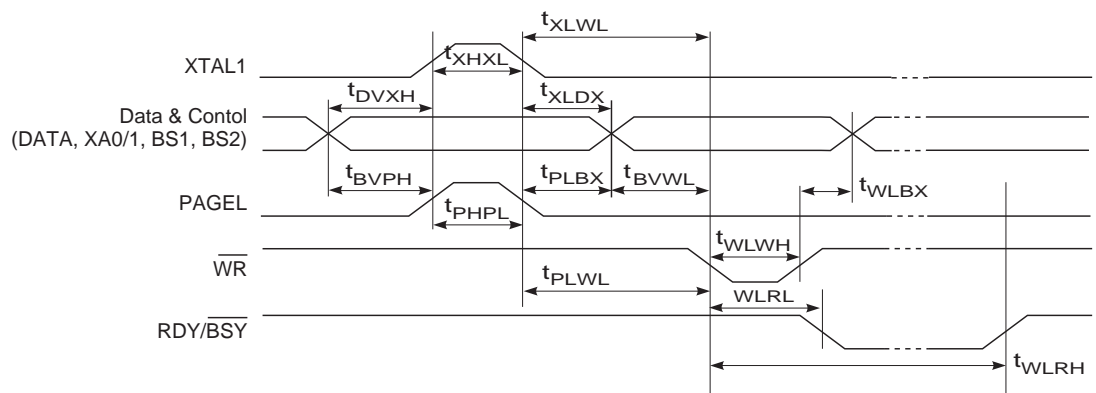 tXLWL
XTAL1
tXHXL
tDVXH
tXLDX
Data & Contol
(DATA, XA0/1, BS1, BS2)
tBVPH
tPLBX
tBVWL
tWLBX
PAGEL
tPHPL
tWLWH
WR
tPLWL
WLRL
RDY/BSY
tWLRH